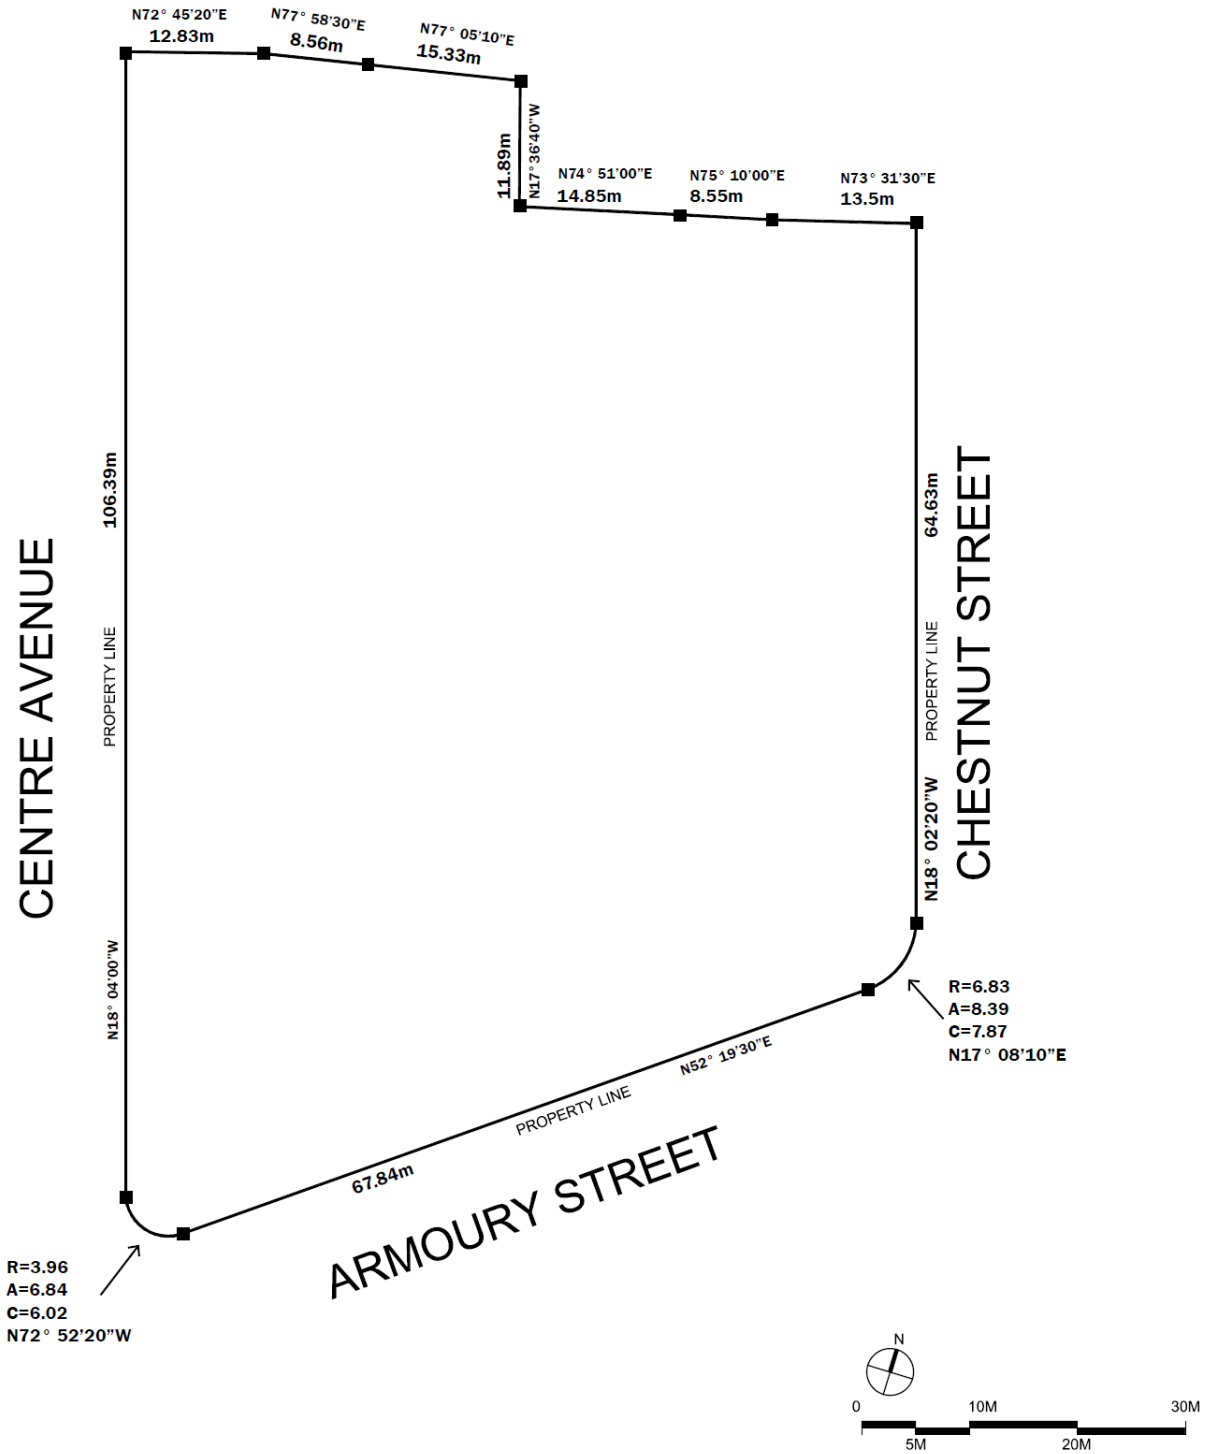 N72° 45'20"E
12.83m
N77° 58'30"E
8.56m
N77° 05'10"E
15.33m
11.89m
N17° 36'40"W
N74° 51'00"E
14.85m
N75° 10'00"E
8.55m
N73° 31'30"E
13.5m
CENTRE AVENUE
106.39m
PROPERTY LINE
N18° 04'00"W
64.63m
PROPERTY LINE
N18° 02'20"W
CHESTNUT STREET
R=6.83
A=8.39
C=7.87
N17° 08'10"E
N52° 19'30"E
PROPERTY LINE
67.84m
ARMOURY STREET
R=3.96
A=6.84
C=6.02
N72° 52'20"W
N
0 10M 30M
5M 20M